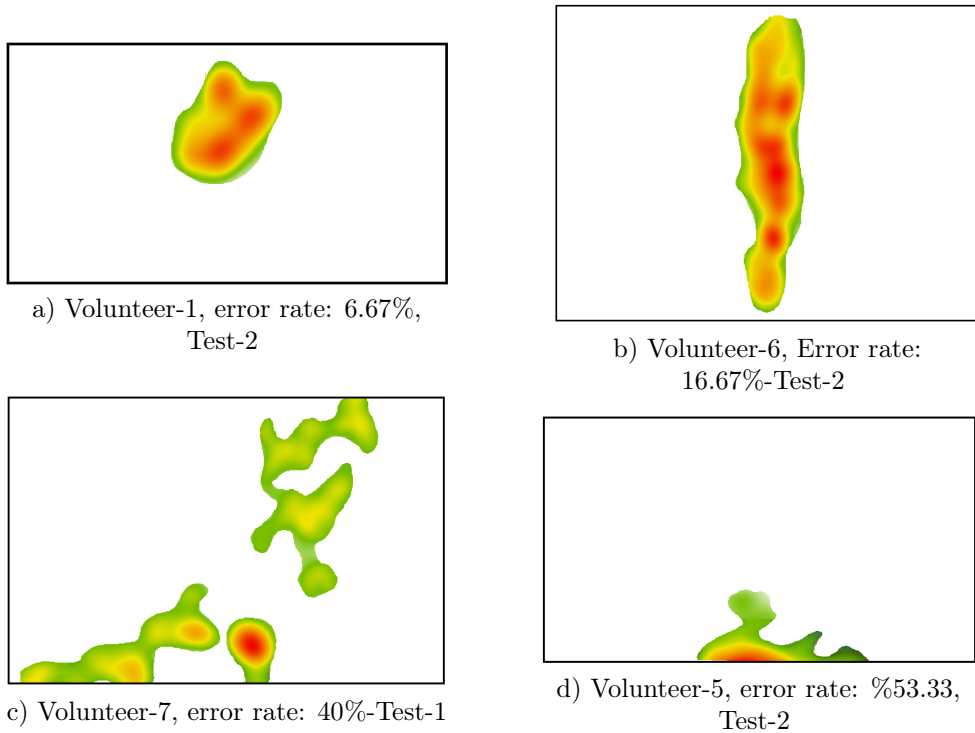 a) Volunteer-1, error rate: 6.67%,
Test-2
b) Volunteer-6, Error rate:
16.67%-Test-2
c) Volunteer-7, error rate: 40%-Test-1
d) Volunteer-5, error rate: %53.33,
Test-2